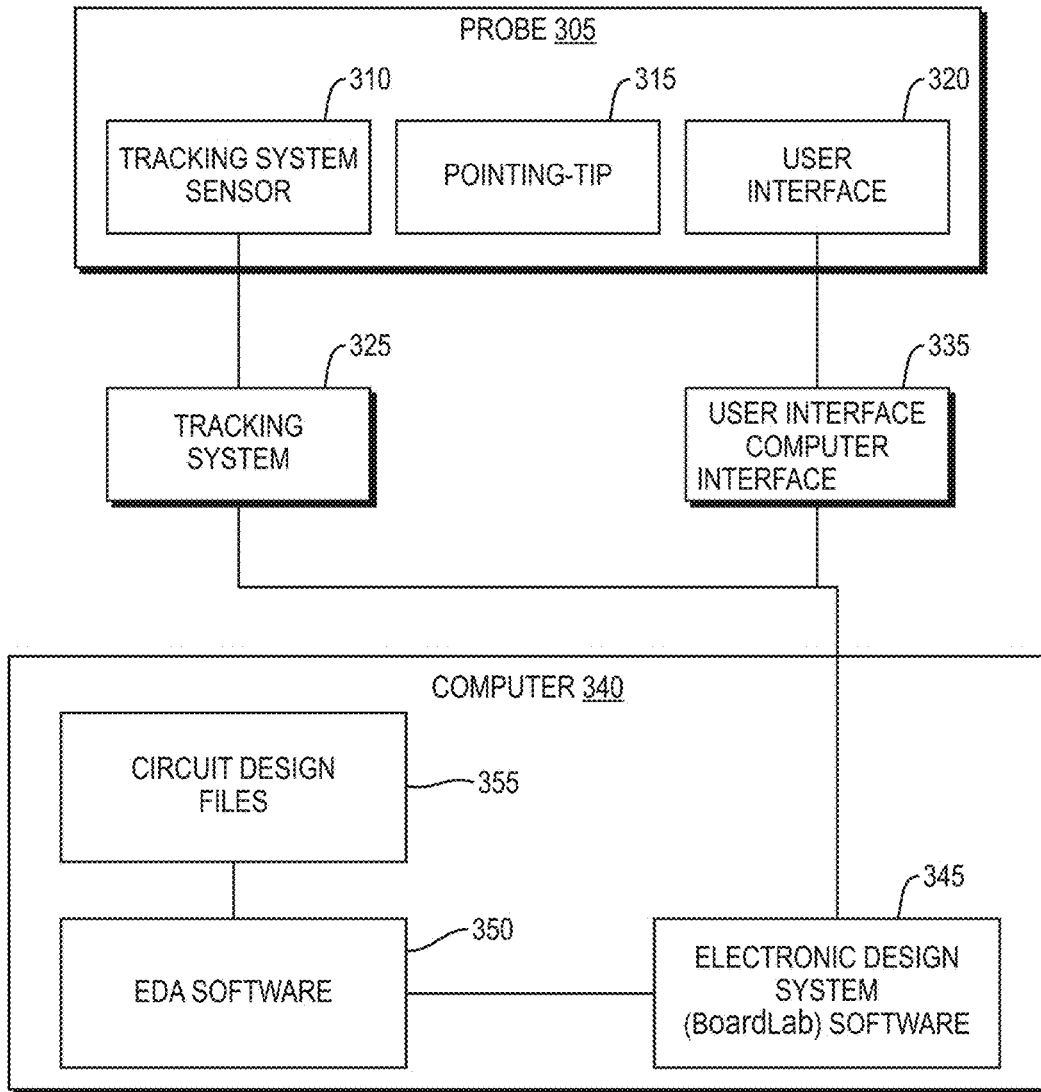 PROBE 305
310
315
320
TRACKING SYSTEM
SENSOR
POINTING-TIP
USER
INTERFACE
325
335
TRACKING
SYSTEM
USER INTERFACE
COMPUTER
INTERFACE
COMPUTER 340
CIRCUIT DESIGN
FILES
355
345
350
EDA SOFTWARE
ELECTRONIC DESIGN
SYSTEM
(BoardLab) SOFTWARE